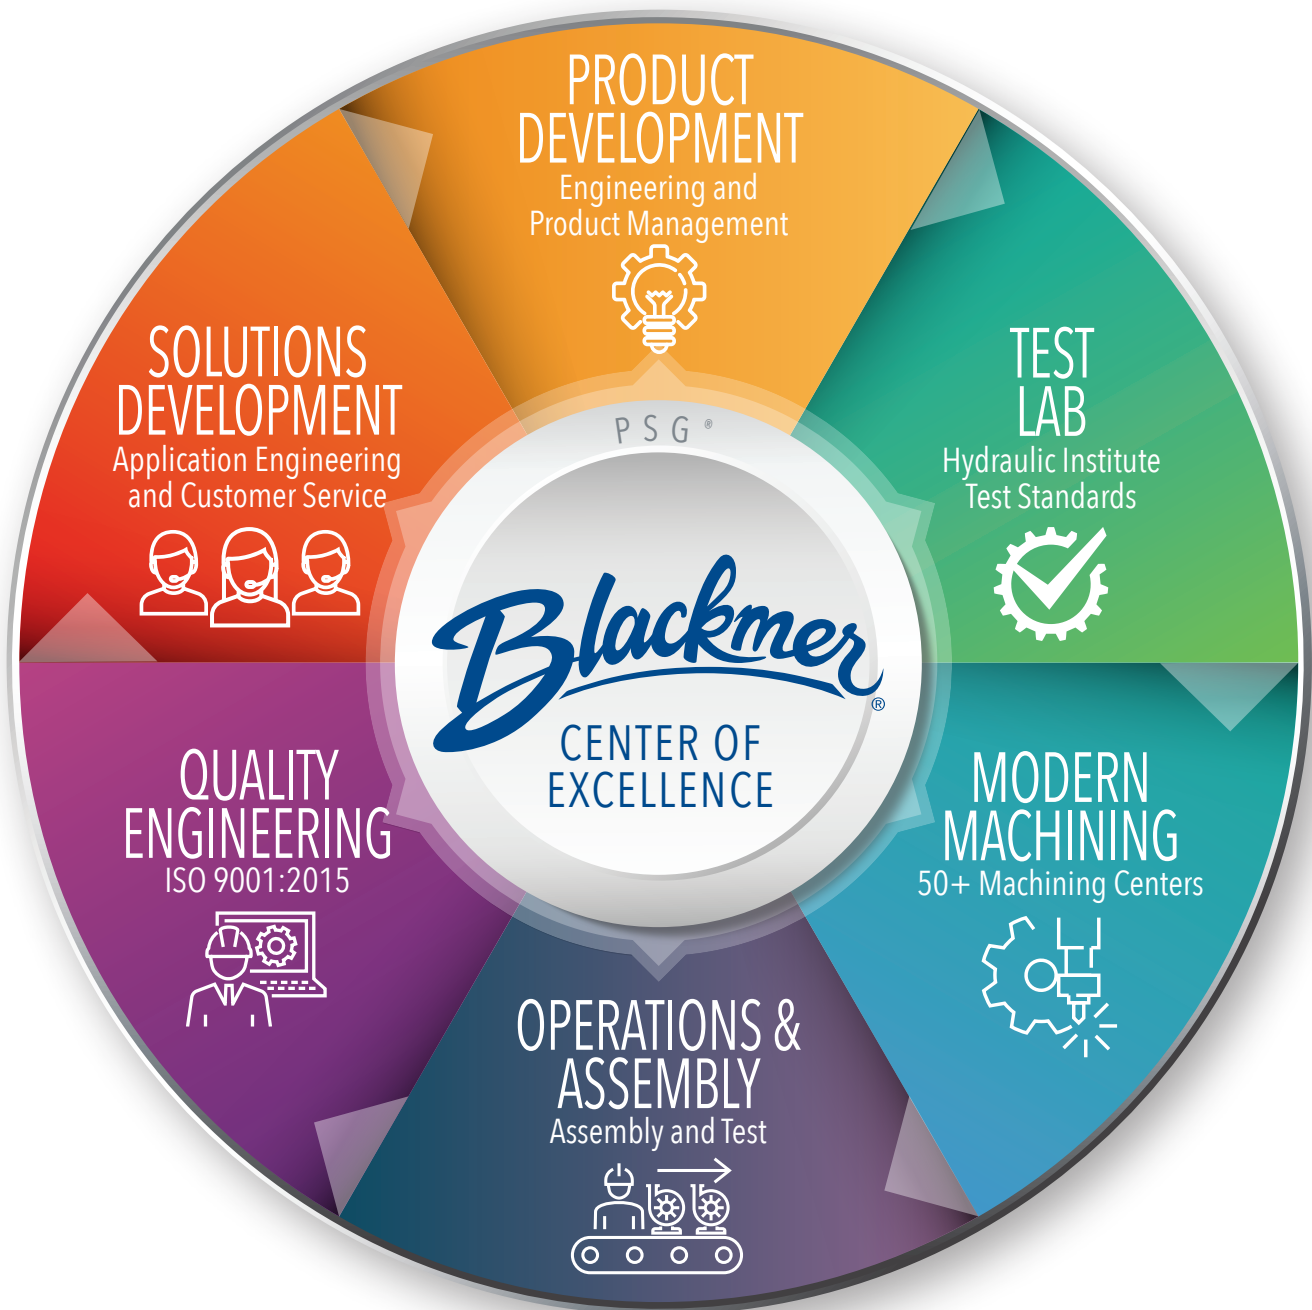 PRODUCT
DEVELOPMENT
Engineering and
Product Management
TEST
LAB
Hydraulic Institute
Test Standards
MODERN
MACHINING
50+ Machining Centers
OPERATIONS &
ASSEMBLY
Assembly and Test
QUALITY
ENGINEERING
ISO 9001:2015
SOLUTIONS
DEVELOPMENT
Application Engineering
and Customer Service
PSG®
Blackmer®
CENTER OF
EXCELLENCE